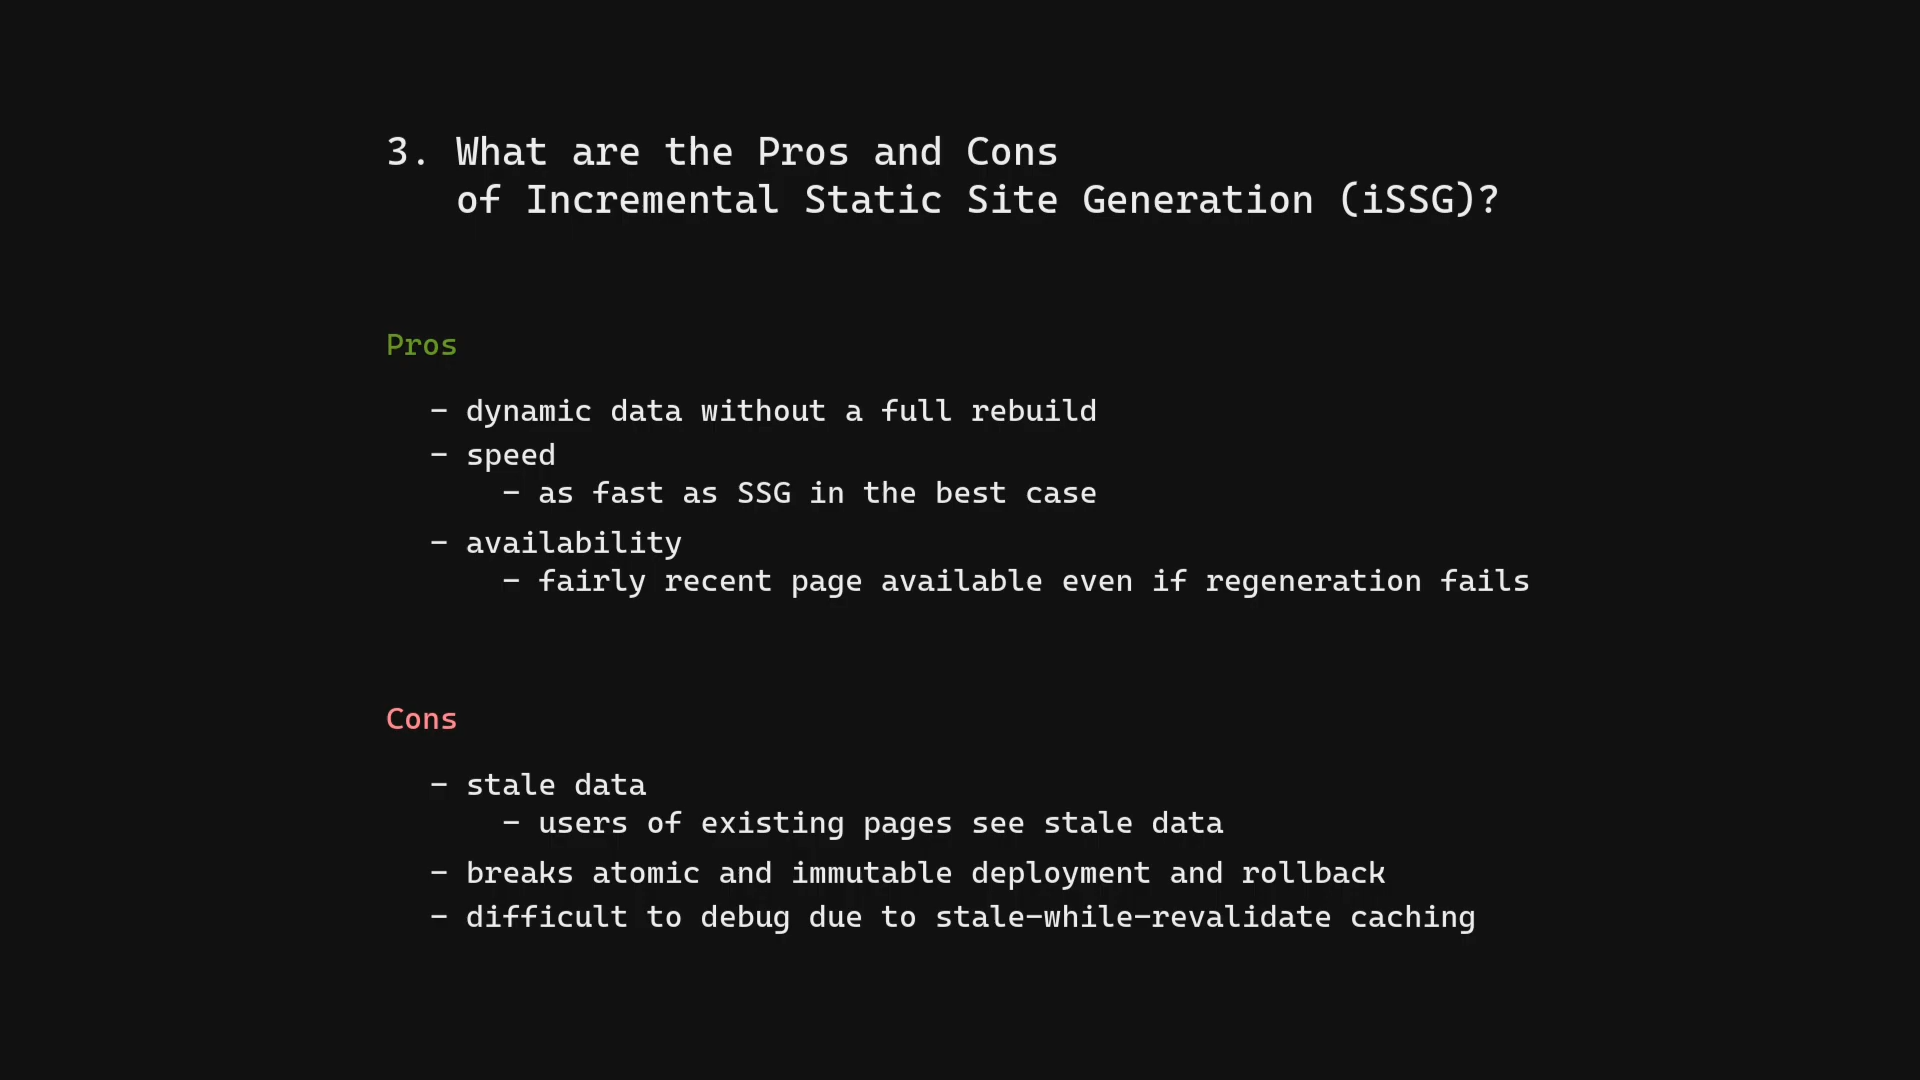 3. What are the Pros and Cons
of Incremental Static Site Generation (iSSG)?
Pros
- dynamic data without a full rebuild
- speed
- as fast as SSG in the best case
- availability
- fairly recent page available even if regeneration fails
Cons
- stale data
- users of existing pages see stale data
- breaks atomic and immutable deployment and rollback
- difficult to debug due to stale-while-revalidate caching